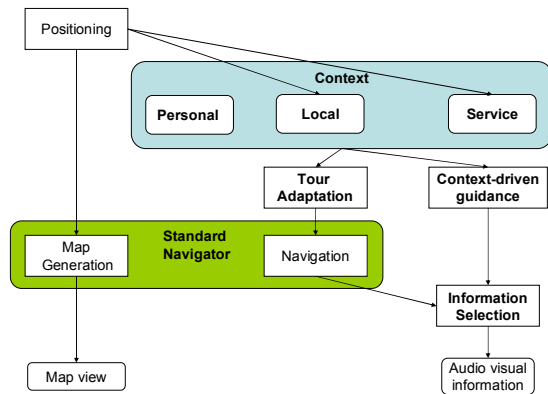 Positioning
Context
Personal
Local
Service
Tour
Adaptation
Context-driven
guidance
Standard
Navigator
Map
Generation
Navigation
Information
Selection
Map view
Audio visual
information